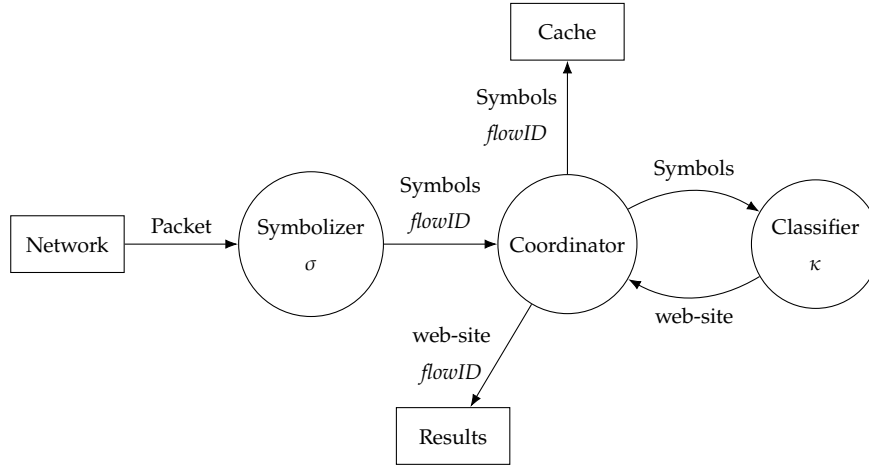 Cache
Symbols
flowID
Symbols
Symbols
flowID
Network
Packet
Symbolizer
σ
Coordinator
Classifier
κ
web-site
web-site
flowID
Results